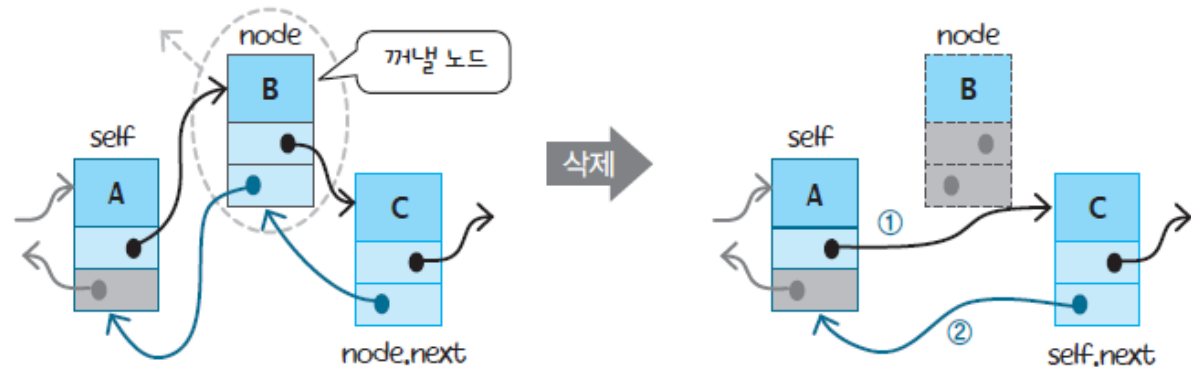 node
꺼낼 노드
B
self
A
C
node.next
삭제
node
B
self
A
①
C
②
self.next